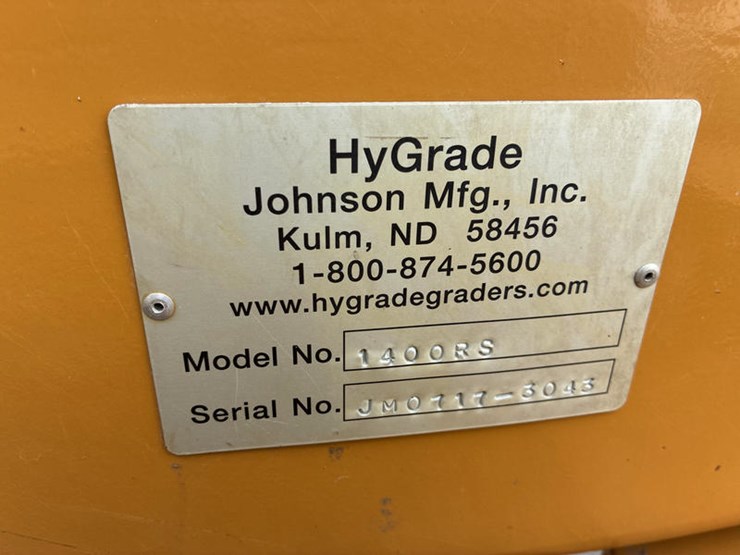 HyGrade
Johnson Mfg., Inc.
Kulm, ND 58456
1-800-874-5600
www.hygradegraders.com
Model No. 1400RS
Serial No. JM0717-3043